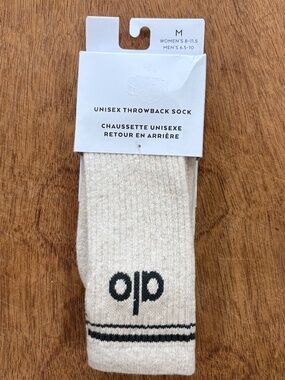 M
WOMEN'S 8-11.5
MEN'S 6.5-10
UNISEX THROWBACK SOCK
CHAUSSETTE UNISEXE
RETOUR EN ARRIÈRE
alo